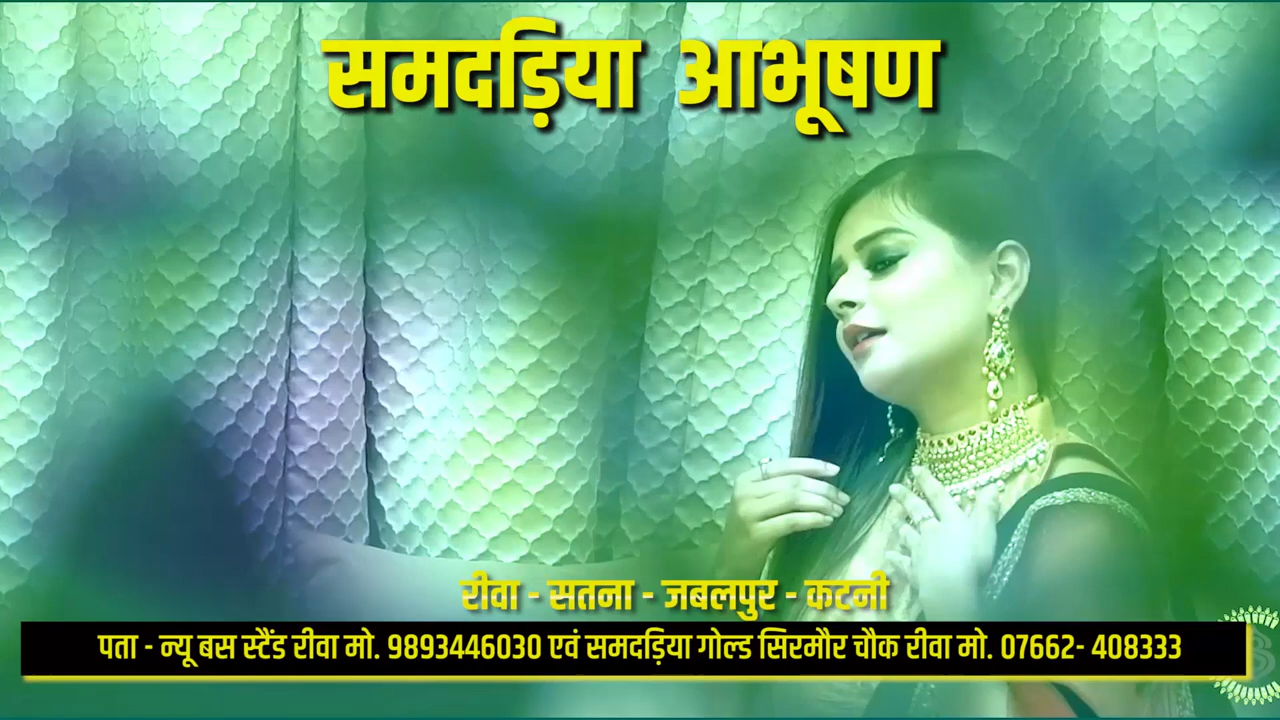 समदड़िया आभूषण
रीवा - सतना - जबलपुर - कटनी
पता - न्यू बस स्टैंड रीवा मो. 9893446030 एवं समदड़िया गोल्ड सिरमौर चौक रीवा मो. 07662- 408333